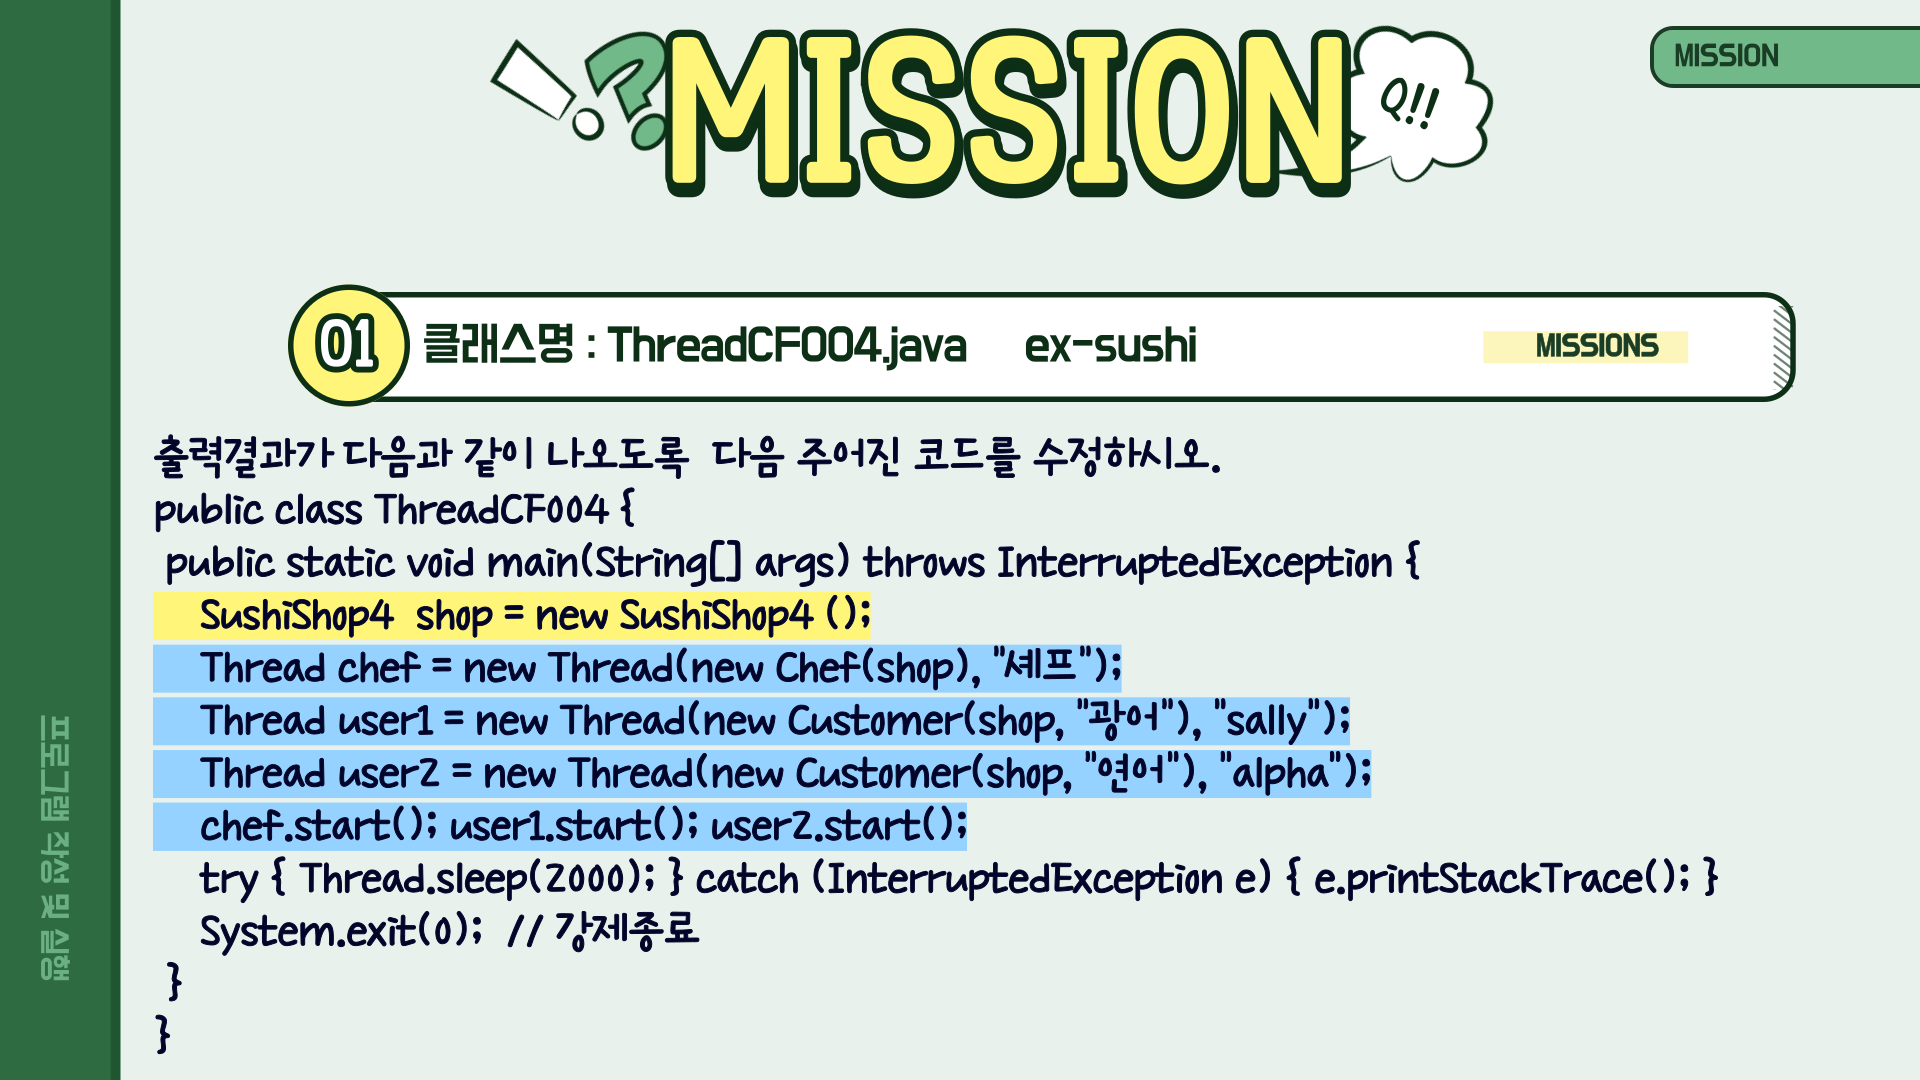 !?MISSION Q!!
MISSION
01 클래스명 : ThreadCF004.java ex-sushi MISSIONS
출력결과가 다음과 같이 나오도록 다음 주어진 코드를 수정하시오.
public class ThreadCF004 {
public static void main(String[] args) throws InterruptedException {
SushiShop4 shop = new SushiShop4 ();
Thread chef = new Thread(new Chef(shop), "셰프");
Thread user1 = new Thread(new Customer(shop, "광어"), "sally");
Thread user2 = new Thread(new Customer(shop, "연어"), "alpha");
chef.start(); user1.start(); user2.start();
try { Thread.sleep(2000); } catch (InterruptedException e) { e.printStackTrace(); }
System.exit(0); // 강제종료
}
}
프로그램 작성 및 실행